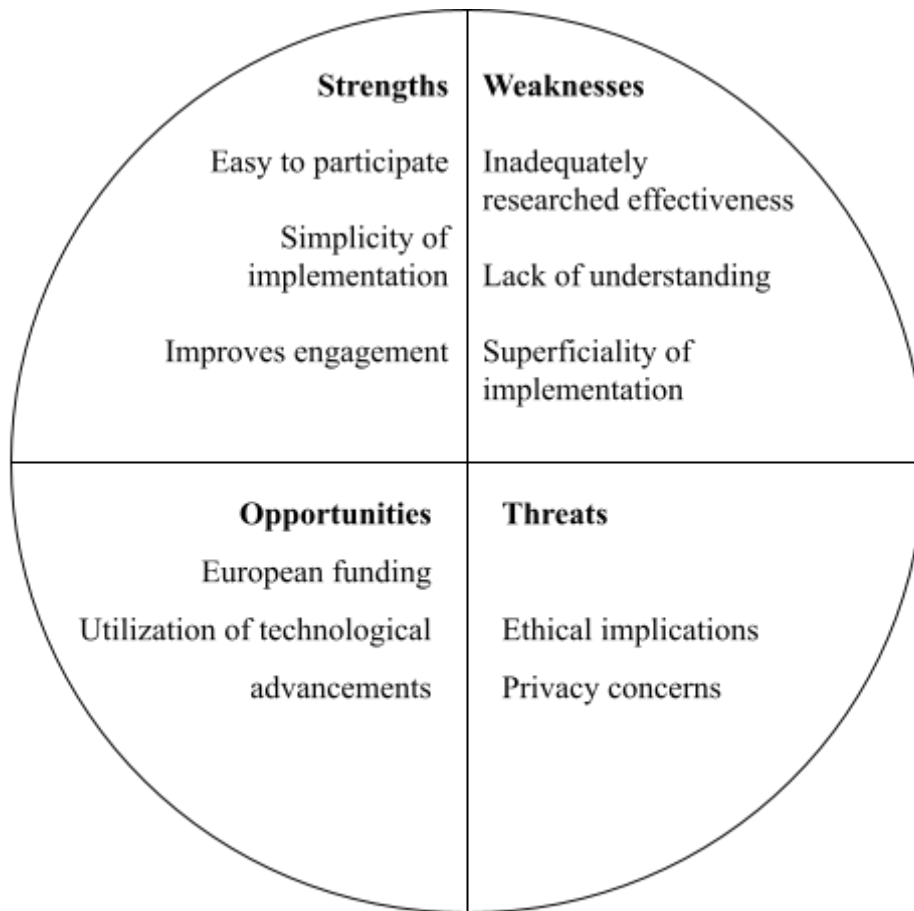 Strengths
Easy to participate
Simplicity of
implementation
Improves engagement
Weaknesses
Inadequately
researched effectiveness
Lack of understanding
Superficiality of
implementation
Opportunities
European funding
Utilization of technological
advancements
Threats
Ethical implications
Privacy concerns